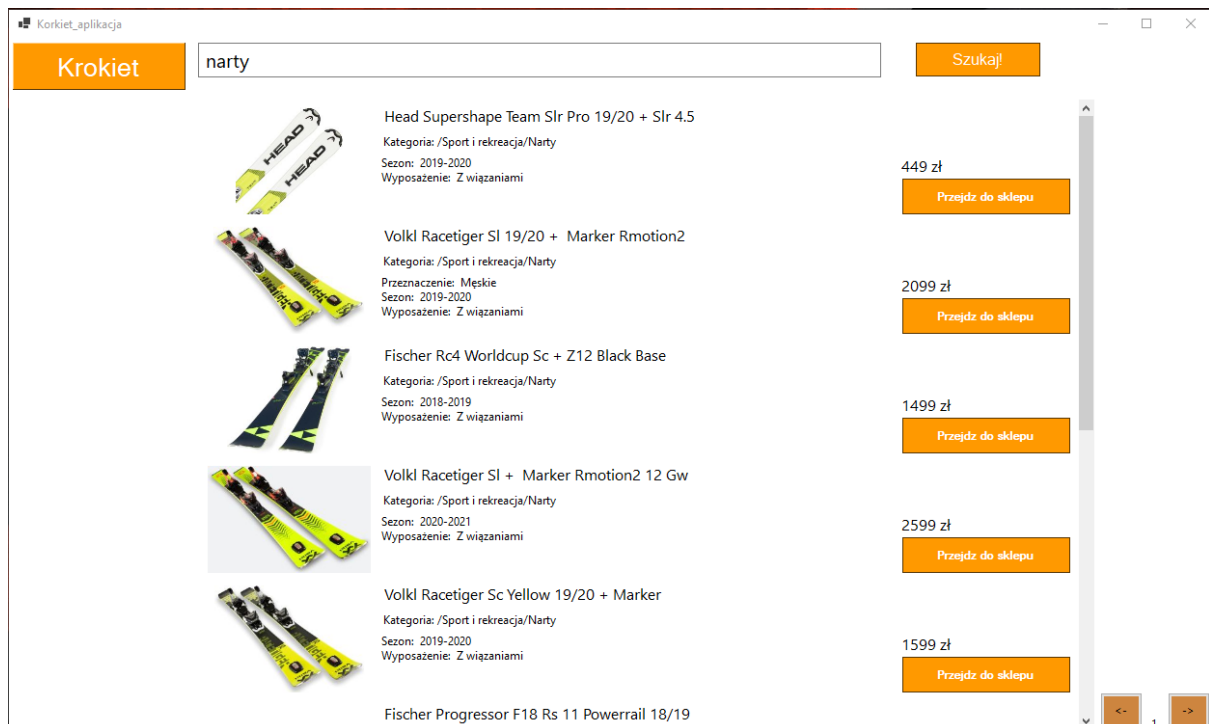 Korkiet_aplikacja
Krokiet
narty
Szukaj!
HEAD
HEAD
Head Supershape Team Slr Pro 19/20 + Slr 4.5
Kategoria: /Sport i rekreacja/Narty
Sezon: 2019-2020
Wyposażenie: Z wiązaniami
449 zł
Przejdz do sklepu
Volkl Racetiger Sl 19/20 + Marker Rmotion2
Kategoria: /Sport i rekreacja/Narty
Przeznaczenie: Męskie
Sezon: 2019-2020
Wyposażenie: Z wiązaniami
2099 zł
Przejdz do sklepu
Fischer Rc4 Worldcup Sc + Z12 Black Base
Kategoria: /Sport i rekreacja/Narty
Sezon: 2018-2019
Wyposażenie: Z wiązaniami
1499 zł
Przejdz do sklepu
Volkl Racetiger Sl + Marker Rmotion2 12 Gw
Kategoria: /Sport i rekreacja/Narty
Sezon: 2020-2021
Wyposażenie: Z wiązaniami
2599 zł
Przejdz do sklepu
Volkl Racetiger Sc Yellow 19/20 + Marker
Kategoria: /Sport i rekreacja/Narty
Sezon: 2019-2020
Wyposażenie: Z wiązaniami
1599 zł
Przejdz do sklepu
Fischer Progressor F18 Rs 11 Powerrail 18/19
<- 1 ->